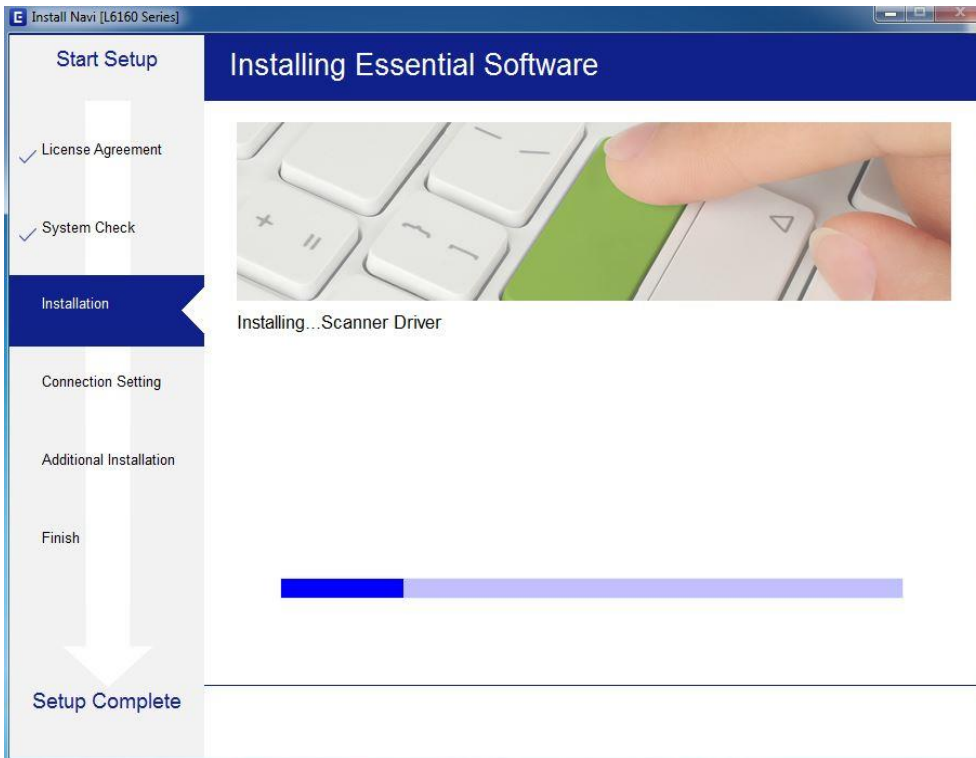 E Install Navi [L6160 Series]
Start Setup
Installing Essential Software
License Agreement
System Check
Installation
Installing...Scanner Driver
Connection Setting
Additional Installation
Finish
Setup Complete